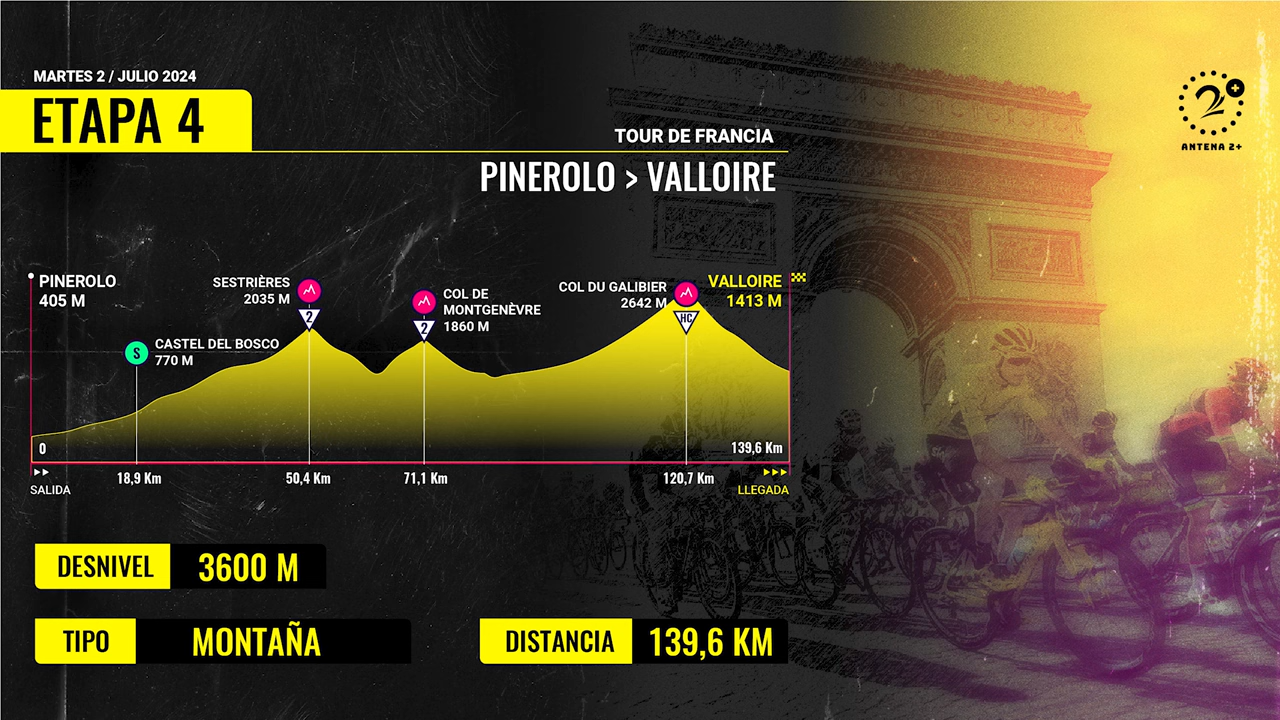 MARTES 2 / JULIO 2024
ETAPA 4
TOUR DE FRANCIA
PINEROLO > VALLOIRE
2+
ANTENA 2+
PINEROLO
405 M
S
CASTEL DEL BOSCO
770 M
SESTRIÈRES
2035 M
2
COL DE
MONTGENÈVRE
1860 M
2
COL DU GALIBIER
2642 M
HC
VALLOIRE
1413 M
0
139,6 Km
18,9 Km
50,4 Km
71,1 Km
120,7 Km
SALIDA
LLEGADA
DESNIVEL
3600 M
TIPO
MONTAÑA
DISTANCIA
139,6 KM